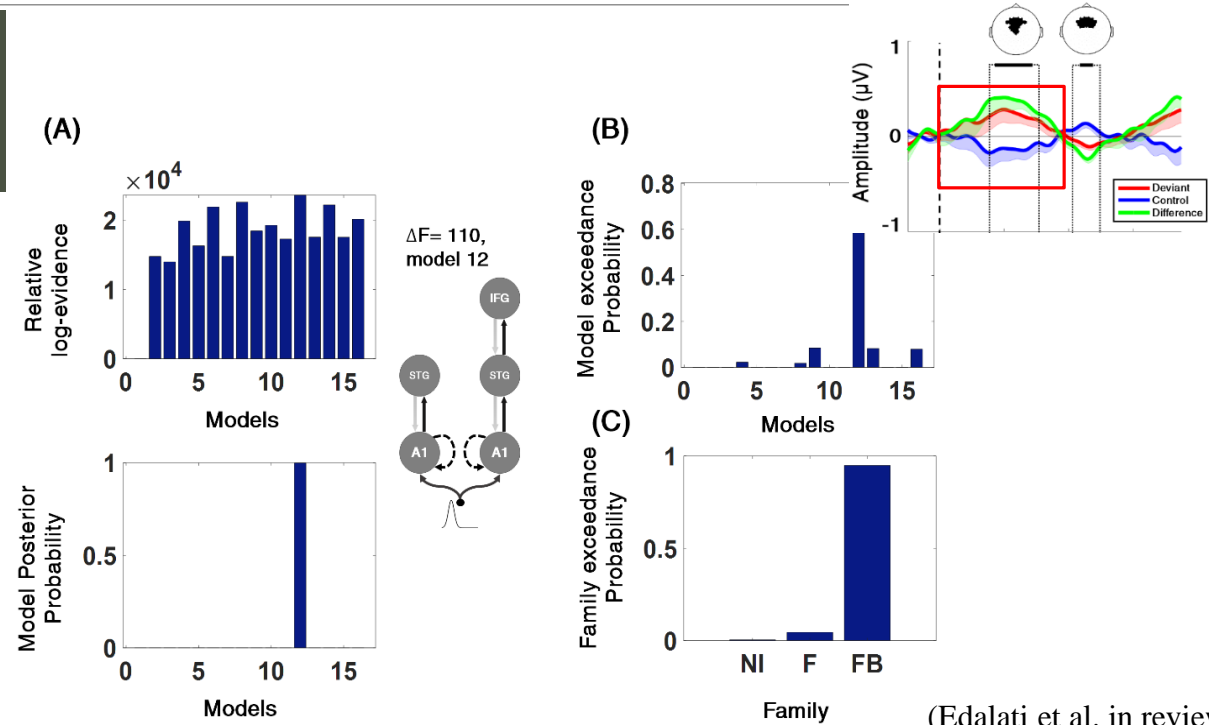 (A)
×10⁴
2
1
0
0
5
10
15
Relative
log-evidence
Models
ΔF= 110,
model 12
IFG
STG
STG
A1
A1
1
0.5
0
0
5
10
15
Model Posterior
Probability
Models
(B)
0.8
0.6
0.4
0.2
0
0
5
10
15
Model exceedance
Probability
Models
1
0
-1
Amplitude (µV)
Deviant
Control
Difference
(C)
1
0.5
0
NI
F
FB
Family exceedance
Probability
Family
(Edalati et al. in review